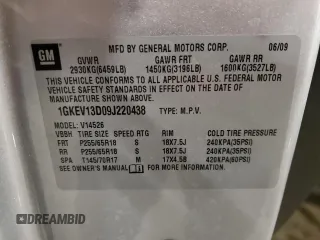 GM
MFD BY GENERAL MOTORS CORP. 06/09
GVWR GAWR FRT GAWR RR
2930KG(6459LB) 1450KG(3196LB) 1600KG(3527LB)
THIS VEHICLE CONFORMS TO ALL APPLICABLE U.S. FEDERAL MOTOR VEHICLE SAFETY, BUMPER, AND THEFT PREVENTION STANDARDS IN EFFECT ON THE DATE OF MANUFACTURE SHOWN ABOVE.
1GKEV13D09J220438 TYPE: M.P.V.
MODEL: V14526
VBBH TIRE SIZE SPEED RTG RIM COLD TIRE PRESSURE
FRT P255/65R18 S 18X7.5J 240KPA(35PSI)
RR P255/65R18 S 18X7.5J 240KPA(35PSI)
SPA T145/70R17 M 17X4.5B 420KPA(60PSI)
SEE OWNER'S MANUAL FOR ADDITIONAL INFORMATION.
DREAMBID